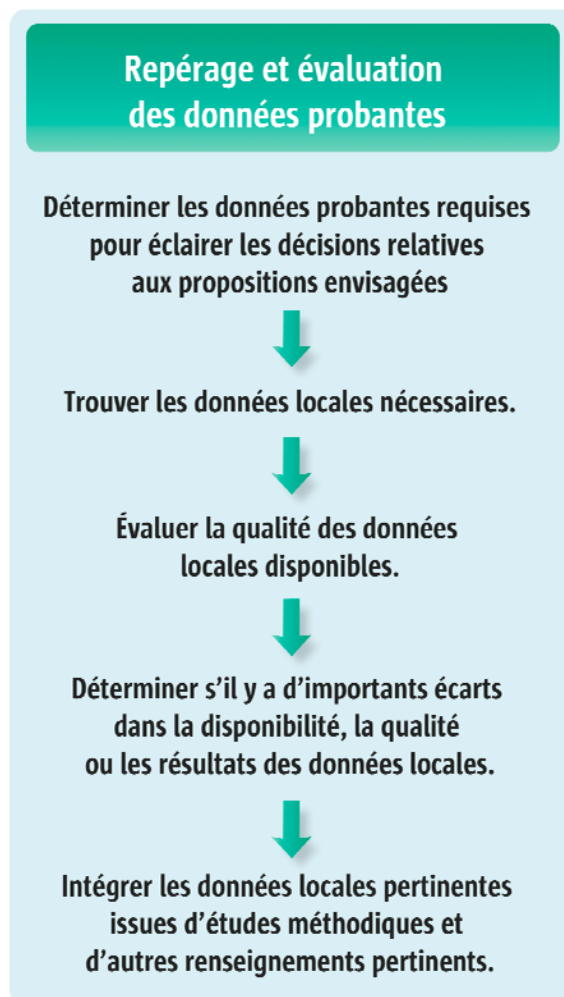 Repérage et évaluation
des données probantes
Déterminer les données probantes requises
pour éclairer les décisions relatives
aux propositions envisagées
Trouver les données locales nécessaires.
Évaluer la qualité des données
locales disponibles.
Déterminer s'il y a d'importants écarts
dans la disponibilité, la qualité
ou les résultats des données locales.
Intégrer les données locales pertinentes
issues d'études méthodiques et
d'autres renseignements pertinents.